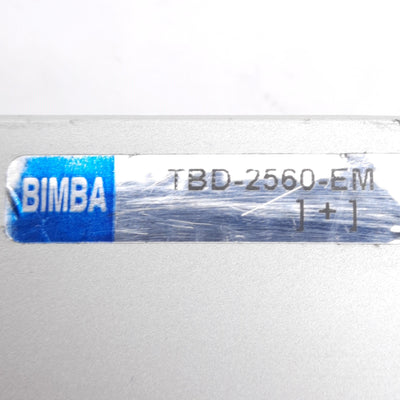 BIMBA
TBD-2560-EM
] + ]